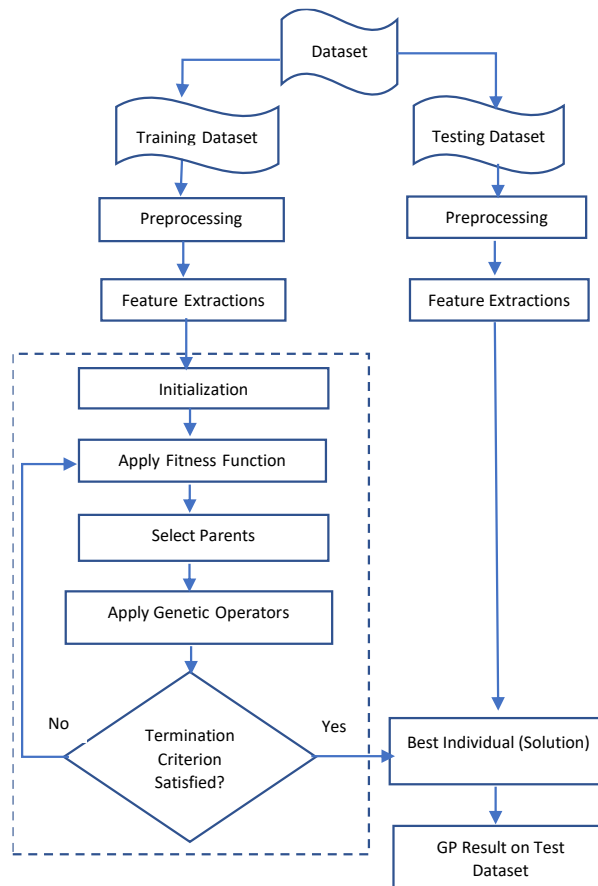 Dataset
Training Dataset
Testing Dataset
Preprocessing
Preprocessing
Feature Extractions
Feature Extractions
Initialization
Apply Fitness Function
Select Parents
Apply Genetic Operators
No
Termination
Criterion
Satisfied?
Yes
Best Individual (Solution)
GP Result on Test
Dataset